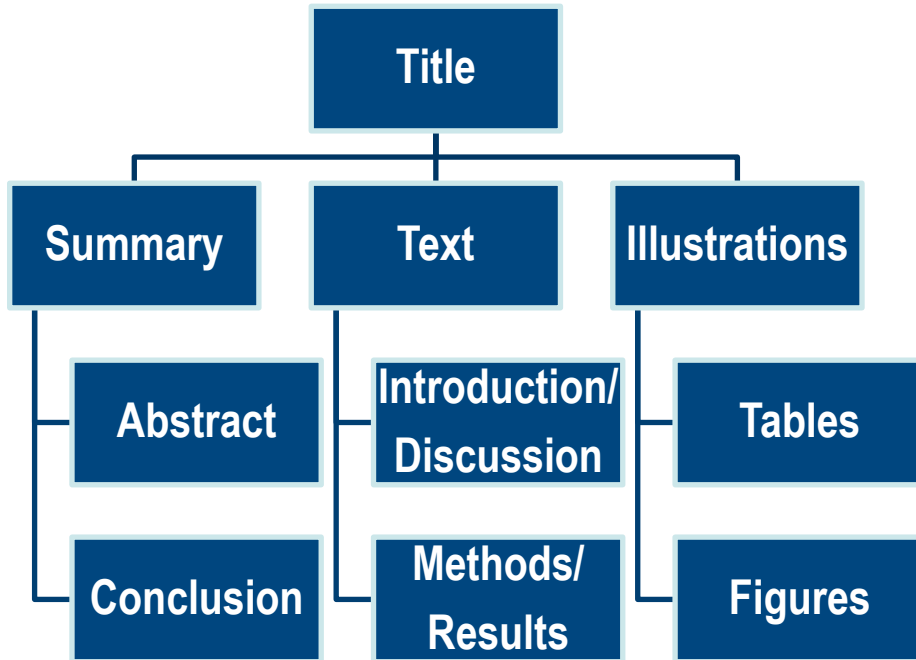 Title
Summary
Text
Illustrations
Abstract
Introduction/
Discussion
Tables
Conclusion
Methods/
Results
Figures